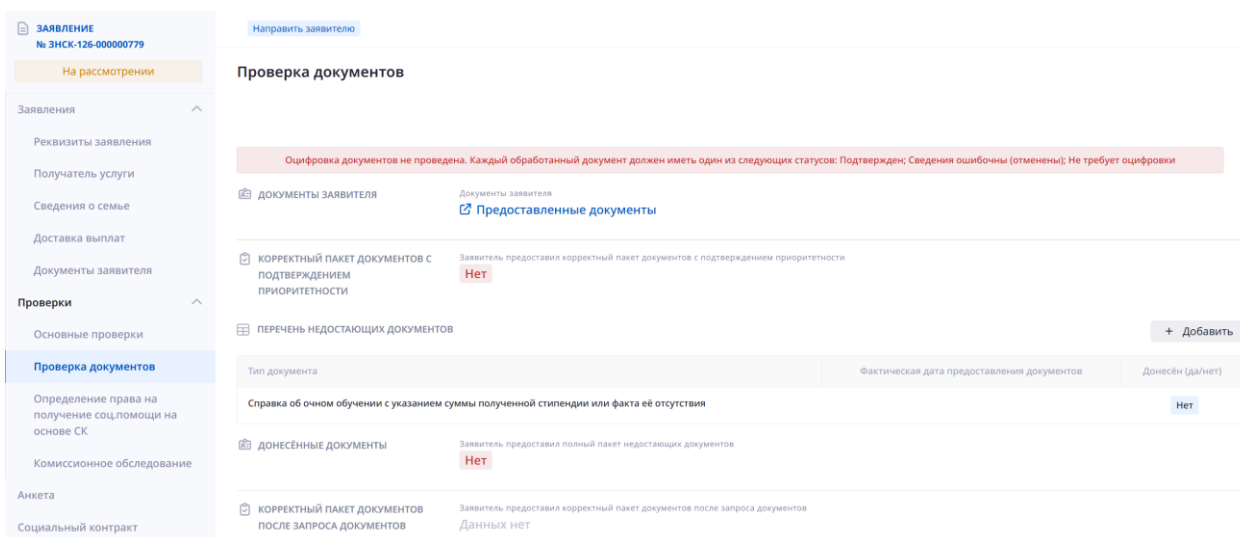 ЗАЯВЛЕНИЕ
№ ЗНСК-126-000000779
На рассмотрении
Заявления
Реквизиты заявления
Получатель услуги
Сведения о семье
Доставка выплат
Документы заявителя
Проверки
Основные проверки
Проверка документов
Определение права на
получение соц.помощи на
основе СК
Комиссионное обследование
Анкета
Социальный контракт
Направить заявителю
Проверка документов
Оцифровка документов не проведена. Каждый обработанный документ должен иметь один из следующих статусов: Подтвержден; Сведения ошибочны (отменены); Не требует оцифровки
ДОКУМЕНТЫ ЗАЯВИТЕЛЯ
Документы заявителя
Предоставленные документы
КОРРЕКТНЫЙ ПАКЕТ ДОКУМЕНТОВ С
ПОДТВЕРЖДЕНИЕМ
ПРИОРИТЕТНОСТИ
Заявитель предоставил корректный пакет документов с подтверждением приоритетности
Нет
ПЕРЕЧЕНЬ НЕДОСТАЮЩИХ ДОКУМЕНТОВ
+ Добавить
Тип документа
Фактическая дата предоставления документов
Донесён (да/нет)
Справка об очном обучении с указанием суммы полученной стипендии или факта её отсутствия
Нет
ДОНЕСЁННЫЕ ДОКУМЕНТЫ
Заявитель предоставил полный пакет недостающих документов
Нет
КОРРЕКТНЫЙ ПАКЕТ ДОКУМЕНТОВ
ПОСЛЕ ЗАПРОСА ДОКУМЕНТОВ
Заявитель предоставил корректный пакет документов после запроса документов
Данных нет